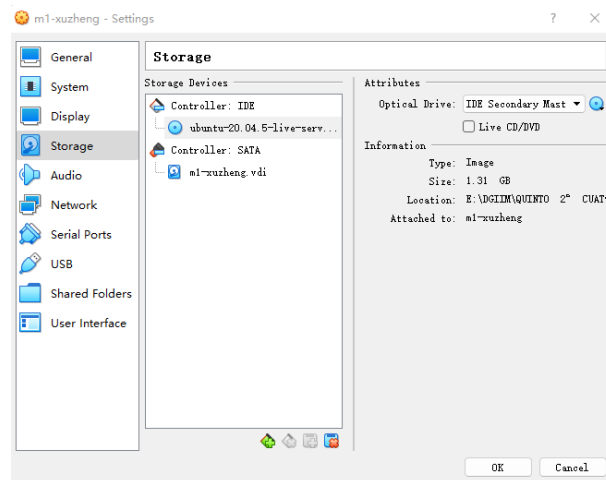 m1-xuzheng - Settings
General
System
Display
Storage
Audio
Network
Serial Ports
USB
Shared Folders
User Interface
Storage
Storage Devices
Controller: IDE
ubuntu-20.04.5-live-serv...
Controller: SATA
m1-xuzheng.vdi
Attributes
Optical Drive: IDE Secondary Mast
Live CD/DVD
Information
Type: Image
Size: 1.31 GB
Location: E:\DGIIM\QUINTO 2° CUAT
Attached to: m1-xuzheng
OK Cancel